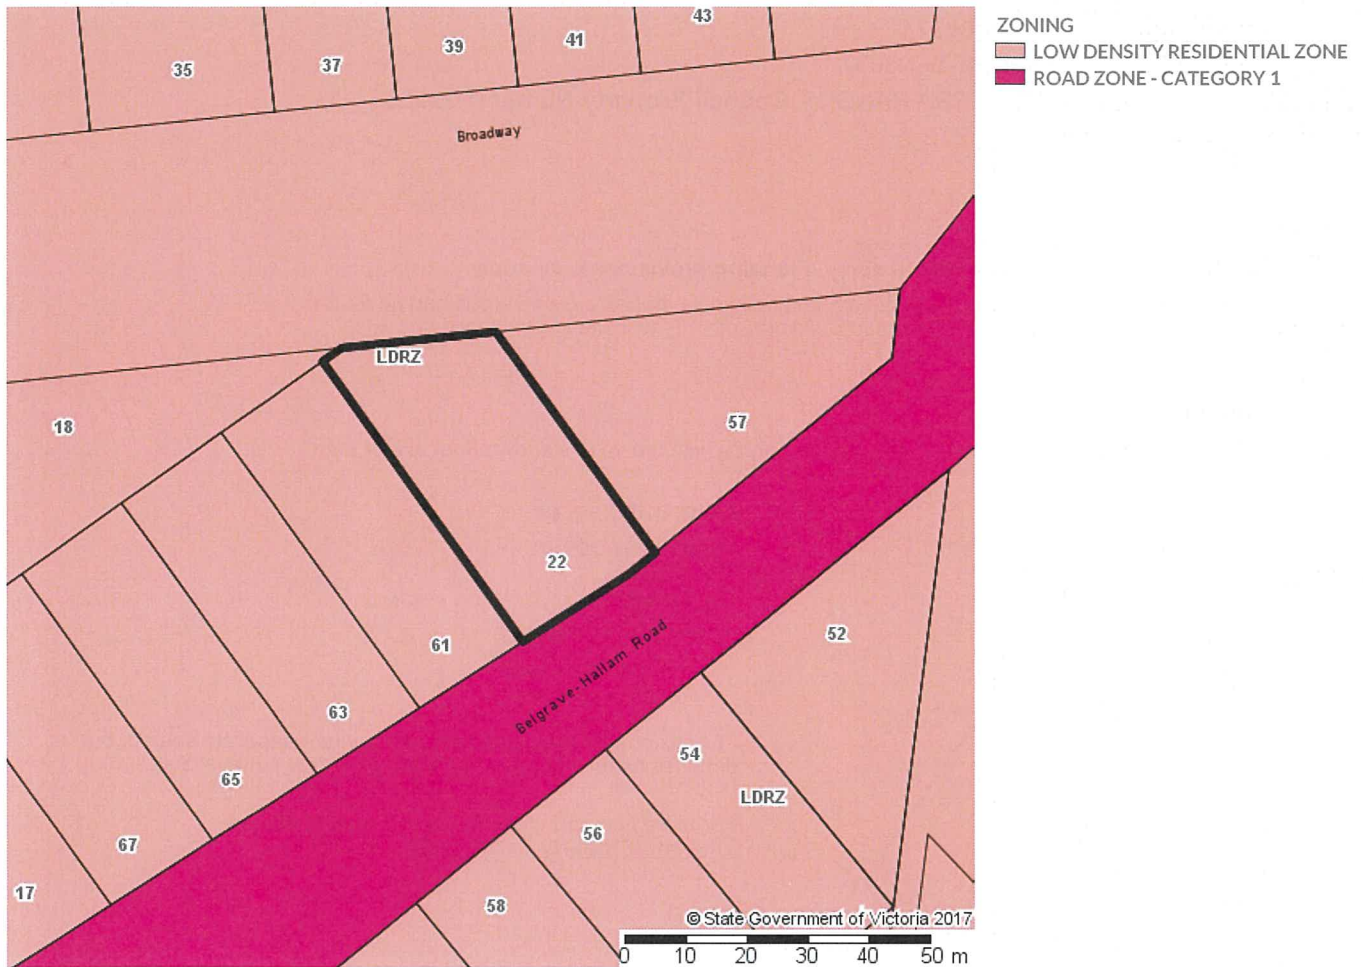 43
41
39
37
35
ZONING
LOW DENSITY RESIDENTIAL ZONE
ROAD ZONE - CATEGORY 1
Broadway
LDRZ
18
57
22
61
52
Belgrave-Hallam Road
63
65
54
LDRZ
67
56
17
58
© State Government of Victoria 2017
0 10 20 30 40 50 m